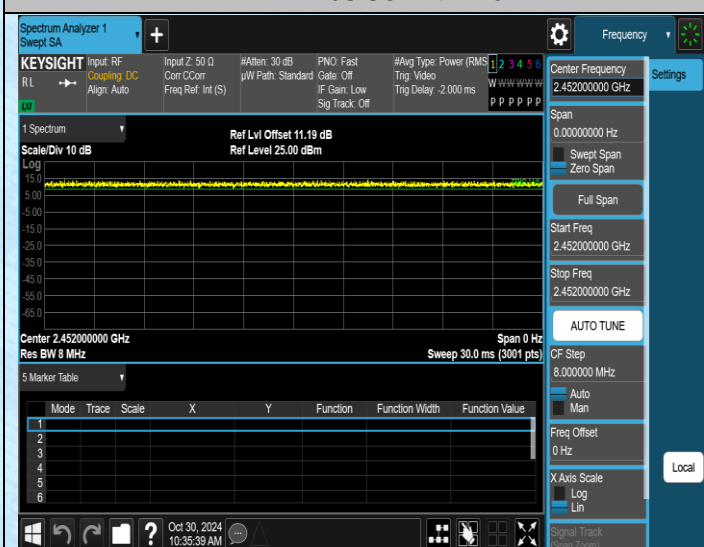 Spectrum Analyzer 1
Swept SA
Frequency
KEYSIGHT
Input: RF
Input Z: 50 Ω
#Atten: 30 dB
PNO: Fast
#Avg Type: Power (RMS
1 2 3 4 5 6
RL
Coupling: DC
Corr CCorr
µW Path: Standard
Gate: Off
Trig: Video
W W W W W W
Align: Auto
Freq Ref: Int (S)
IF Gain: Low
Trig Delay: -2.000 ms
Sig Track: Off
P P P P P P
LXI
Center Frequency
2.452000000 GHz
Settings
Span
0.00000000 Hz
Swept Span
Zero Span
Full Span
Start Freq
2.452000000 GHz
Stop Freq
2.452000000 GHz
AUTO TUNE
CF Step
8.000000 MHz
Auto
Man
Freq Offset
0 Hz
X Axis Scale
Log
Lin
Signal Track
(Span Zoom)
Local
1 Spectrum
Scale/Div 10 dB
Ref Lvl Offset 11.19 dB
Ref Level 25.00 dBm
Log
15.0
5.00
-5.00
-15.0
-25.0
-35.0
-45.0
-55.0
-65.0
Center 2.452000000 GHz
Span 0 Hz
Res BW 8 MHz
Sweep 30.0 ms (3001 pts)
5 Marker Table
Mode Trace Scale X Y Function Function Width Function Value
1
2
3
4
5
6
Oct 30, 2024
10:35:39 AM